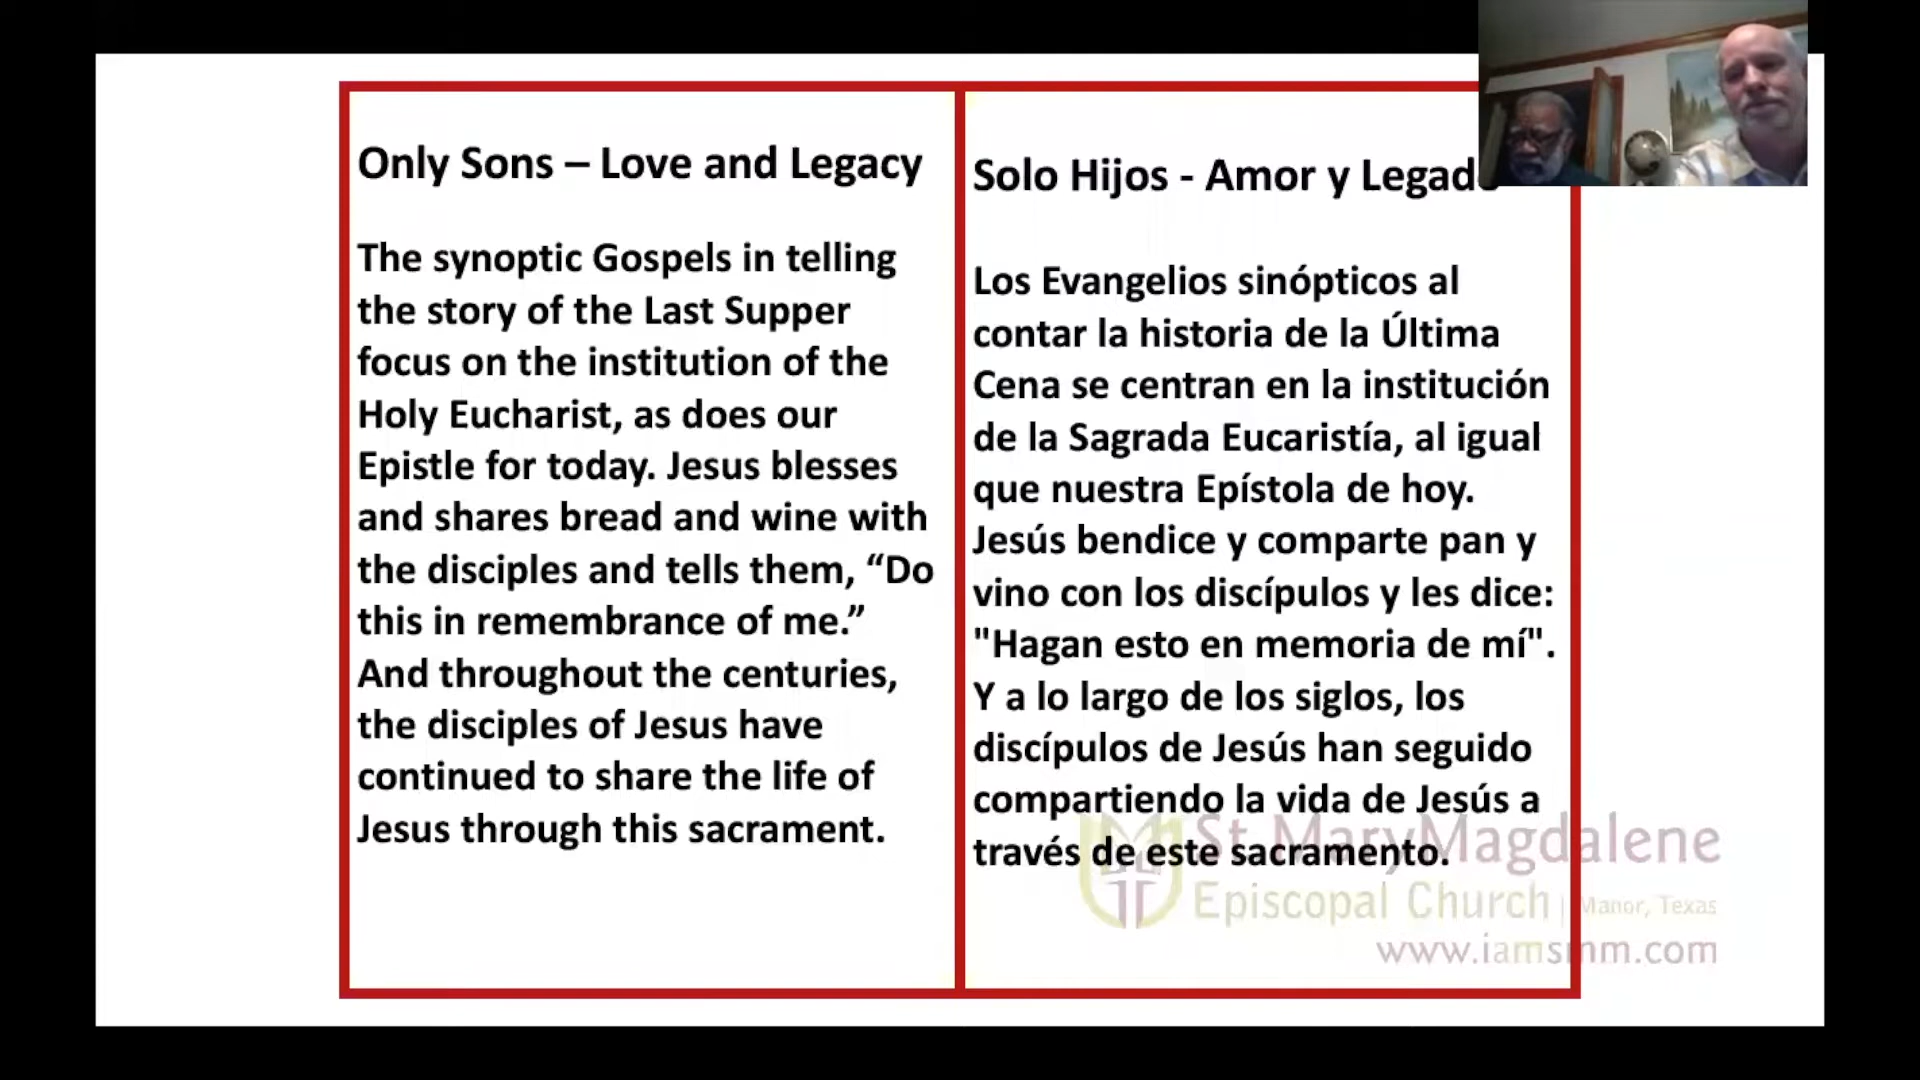 Only Sons – Love and Legacy
The synoptic Gospels in telling
the story of the Last Supper
focus on the institution of the
Holy Eucharist, as does our
Epistle for today. Jesus blesses
and shares bread and wine with
the disciples and tells them, “Do
this in remembrance of me.”
And throughout the centuries,
the disciples of Jesus have
continued to share the life of
Jesus through this sacrament.
Solo Hijos - Amor y Legado
Los Evangelios sinópticos al
contar la historia de la Última
Cena se centran en la institución
de la Sagrada Eucaristía, al igual
que nuestra Epístola de hoy.
Jesús bendice y comparte pan y
vino con los discípulos y les dice:
"Hagan esto en memoria de mí".
Y a lo largo de los siglos, los
discípulos de Jesús han seguido
compartiendo la vida de Jesús a
través de este sacramento.
St. Mary Magdalene
Episcopal Church | Manor, Texas
www.iamsmm.com